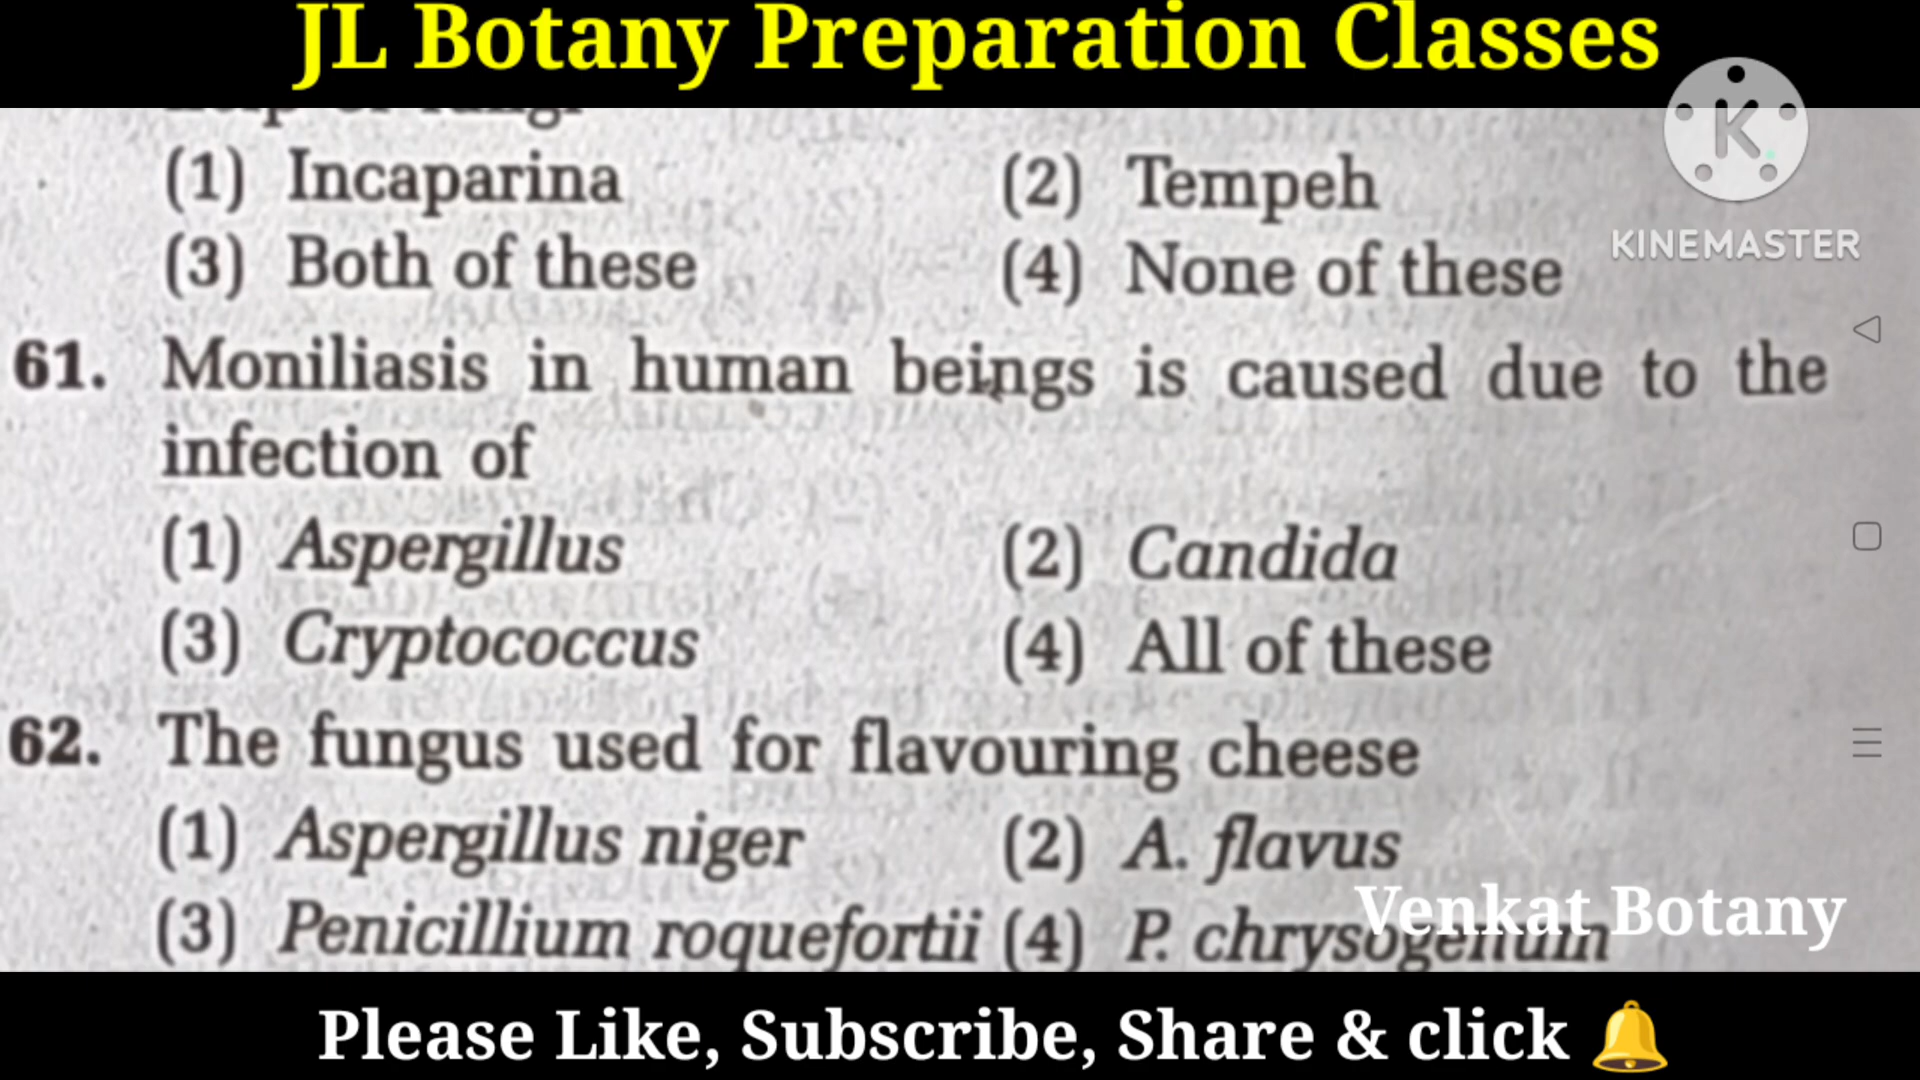 JL Botany Preparation Classes
help of fungi
(1) Incaparina (2) Tempeh
K
KINEMASTER
(3) Both of these (4) None of these
61. Moniliasis in human beings is caused due to the
infection of
(1) Aspergillus (2) Candida
(3) Cryptococcus (4) All of these
62. The fungus used for flavouring cheese
(1) Aspergillus niger (2) A. flavus
(3) Penicillium roquefortii (4) P. chrysogenum
Venkat Botany
Please Like, Subscribe, Share & click